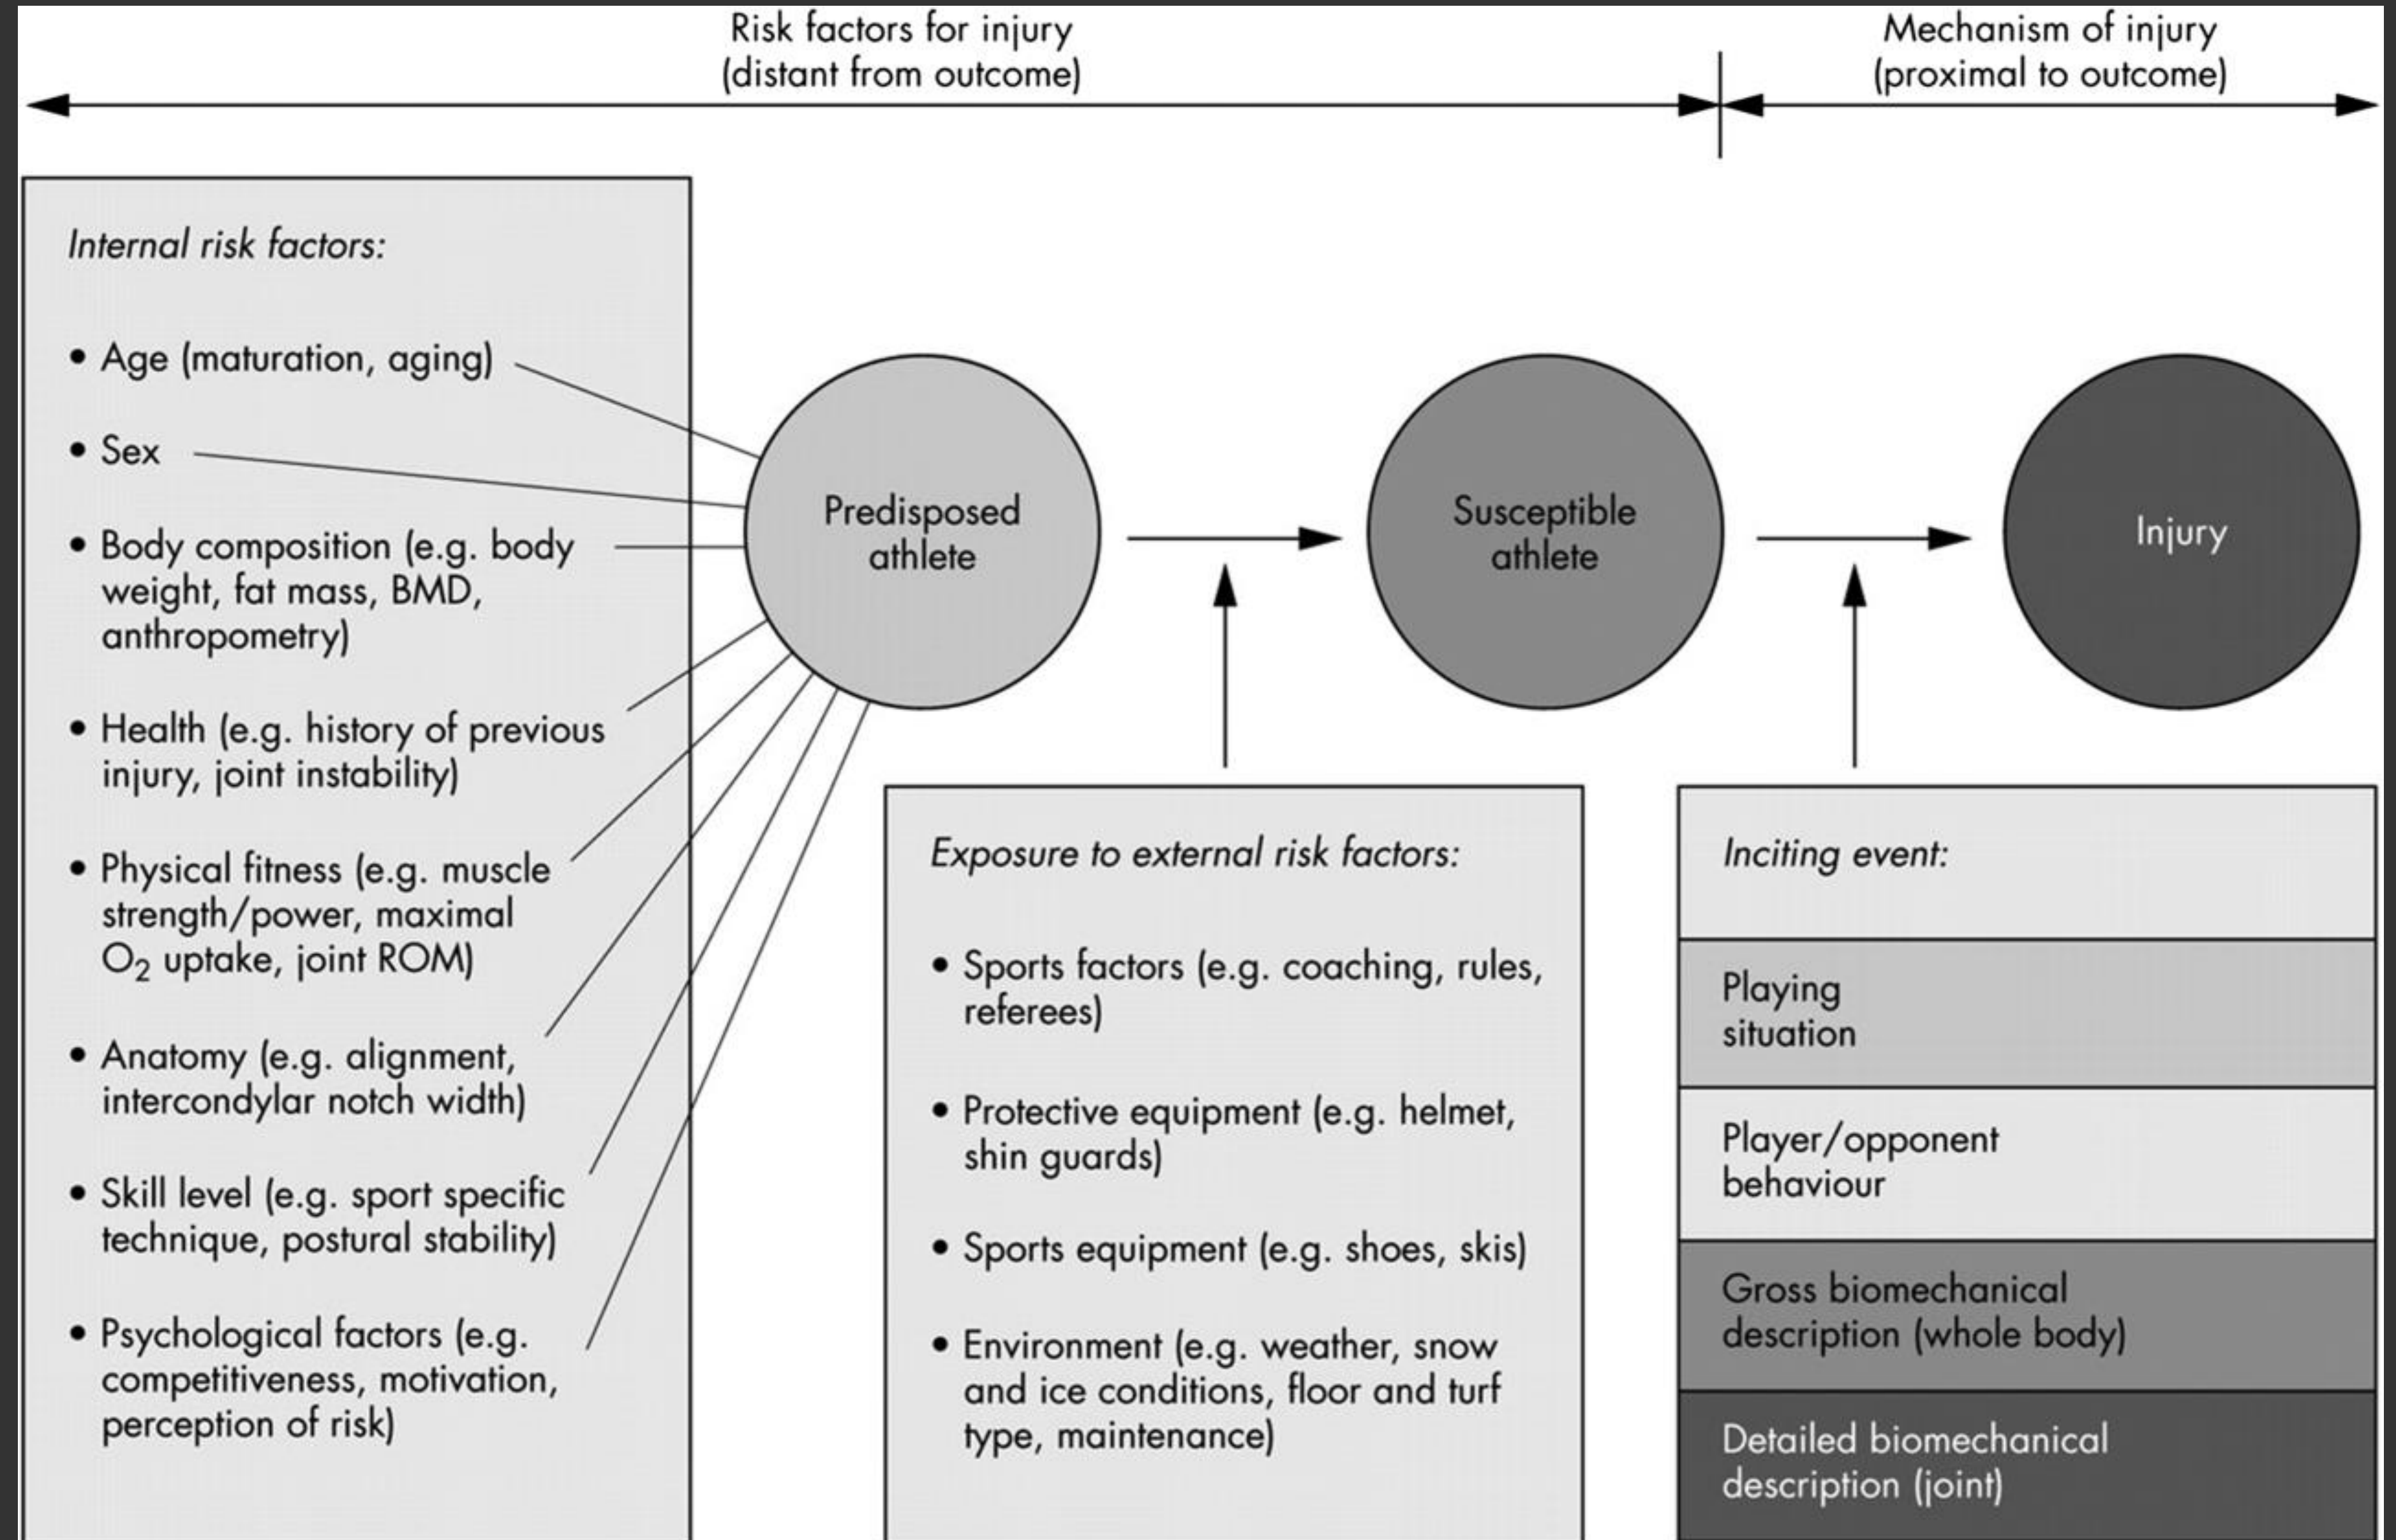 Risk factors for injury
(distant from outcome)
Mechanism of injury
(proximal to outcome)
Internal risk factors:
• Age (maturation, aging)
• Sex
• Body composition (e.g. body
weight, fat mass, BMD,
anthropometry)
• Health (e.g. history of previous
injury, joint instability)
• Physical fitness (e.g. muscle
strength/power, maximal
O₂ uptake, joint ROM)
• Anatomy (e.g. alignment,
intercondylar notch width)
• Skill level (e.g. sport specific
technique, postural stability)
• Psychological factors (e.g.
competitiveness, motivation,
perception of risk)
Predisposed
athlete
Susceptible
athlete
Injury
Exposure to external risk factors:
• Sports factors (e.g. coaching, rules,
referees)
• Protective equipment (e.g. helmet,
shin guards)
• Sports equipment (e.g. shoes, skis)
• Environment (e.g. weather, snow
and ice conditions, floor and turf
type, maintenance)
Inciting event:
Playing
situation
Player/opponent
behaviour
Gross biomechanical
description (whole body)
Detailed biomechanical
description (joint)